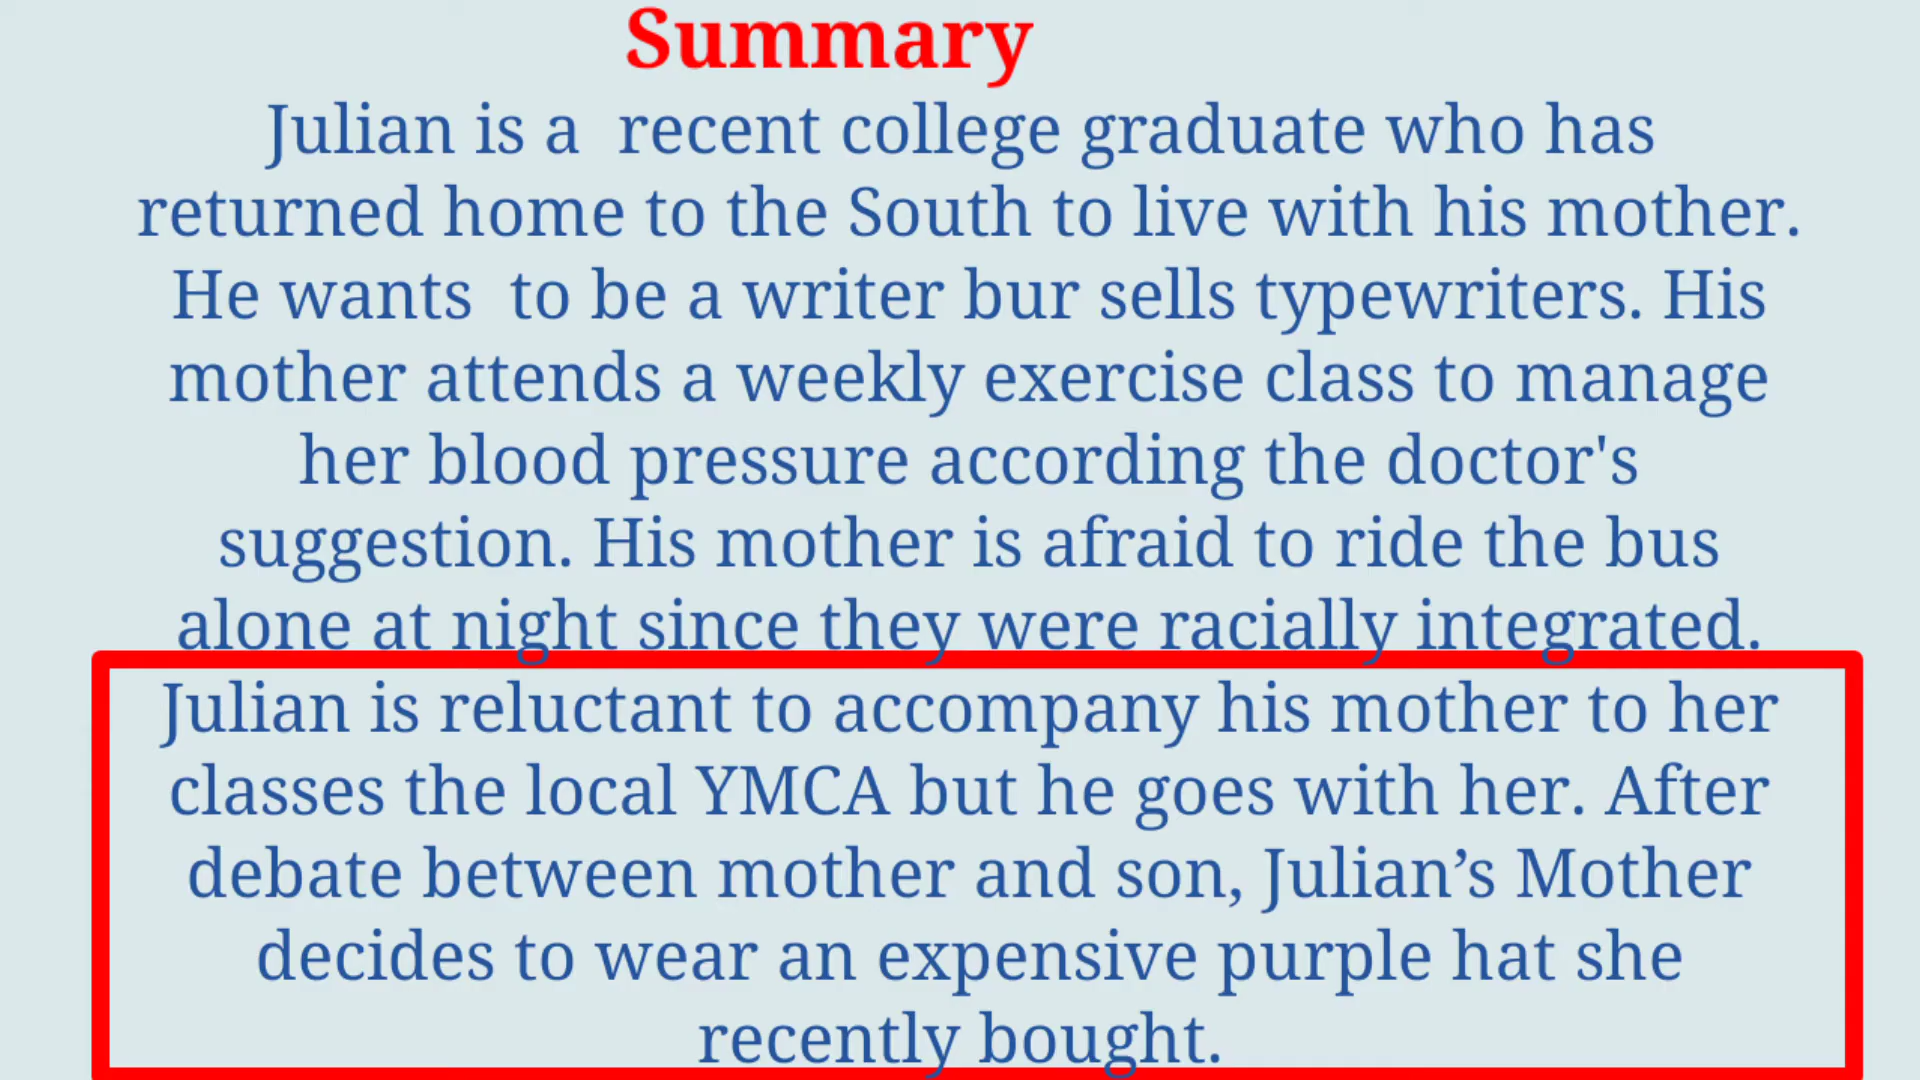 Summary
Julian is a recent college graduate who has
returned home to the South to live with his mother.
He wants to be a writer bur sells typewriters. His
mother attends a weekly exercise class to manage
her blood pressure according the doctor's
suggestion. His mother is afraid to ride the bus
alone at night since they were racially integrated.
Julian is reluctant to accompany his mother to her
classes the local YMCA but he goes with her. After
debate between mother and son, Julian’s Mother
decides to wear an expensive purple hat she
recently bought.